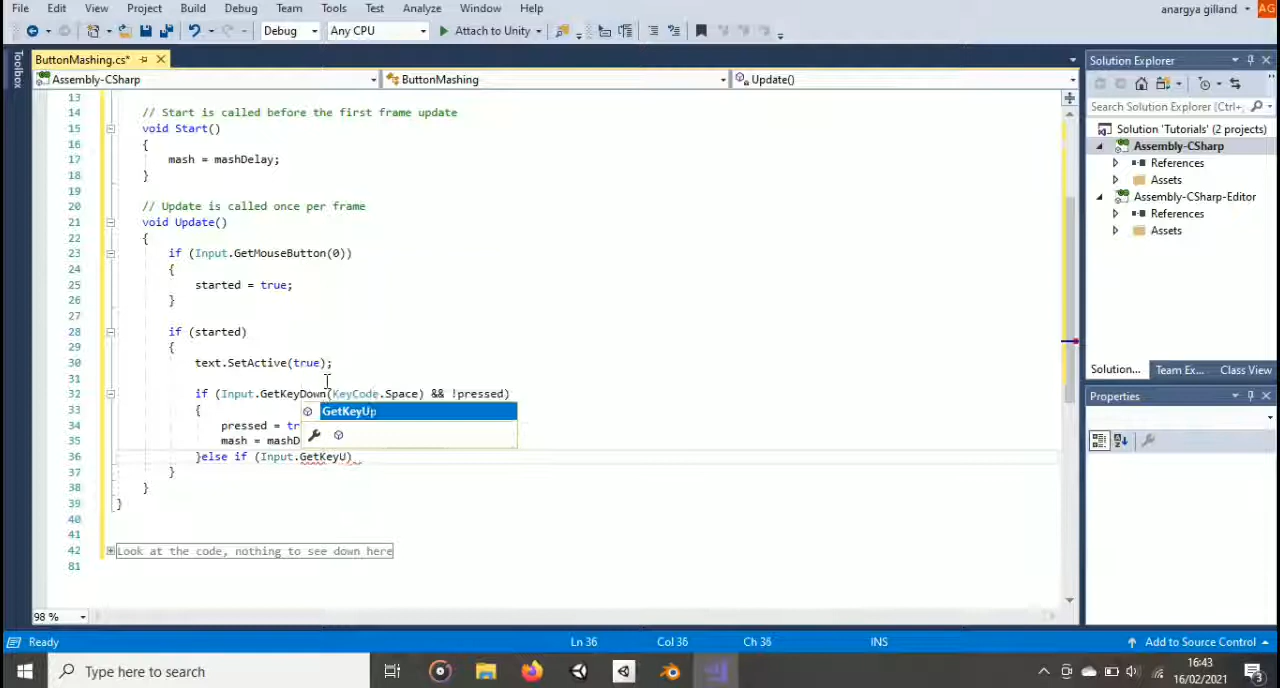 File Edit View Project Build Debug Team Tools Test Analyze Window Help anargya gilland AG
Debug Any CPU Attach to Unity
ButtonMashing.cs*
Toolbox
Assembly-CSharp ButtonMashing Update()
13
14 // Start is called before the first frame update
15 void Start()
16 {
17 mash = mashDelay;
18 }
19
20 // Update is called once per frame
21 void Update()
22 {
23 if (Input.GetMouseButton(0))
24 {
25 started = true;
26 }
27
28 if (started)
29 {
30 text.SetActive(true);
31
32 if (Input.GetKeyDown(KeyCode.Space) && !pressed)
33 {
GetKeyUp
34 pressed = tr
35 mash = mashD
36 }else if (Input.GetKeyU)
37 }
38 }
39 }
40
41
42 Look at the code, nothing to see down here
81
98 %
Solution Explorer
Search Solution Explorer (Ctrl+;
Solution 'Tutorials' (2 projects)
Assembly-CSharp
References
Assets
Assembly-CSharp-Editor
References
Assets
Solution... Team Ex... Class View
Properties
Ready Ln 36 Col 36 Ch 36 INS Add to Source Control
Type here to search
16:43
16/02/2021
3